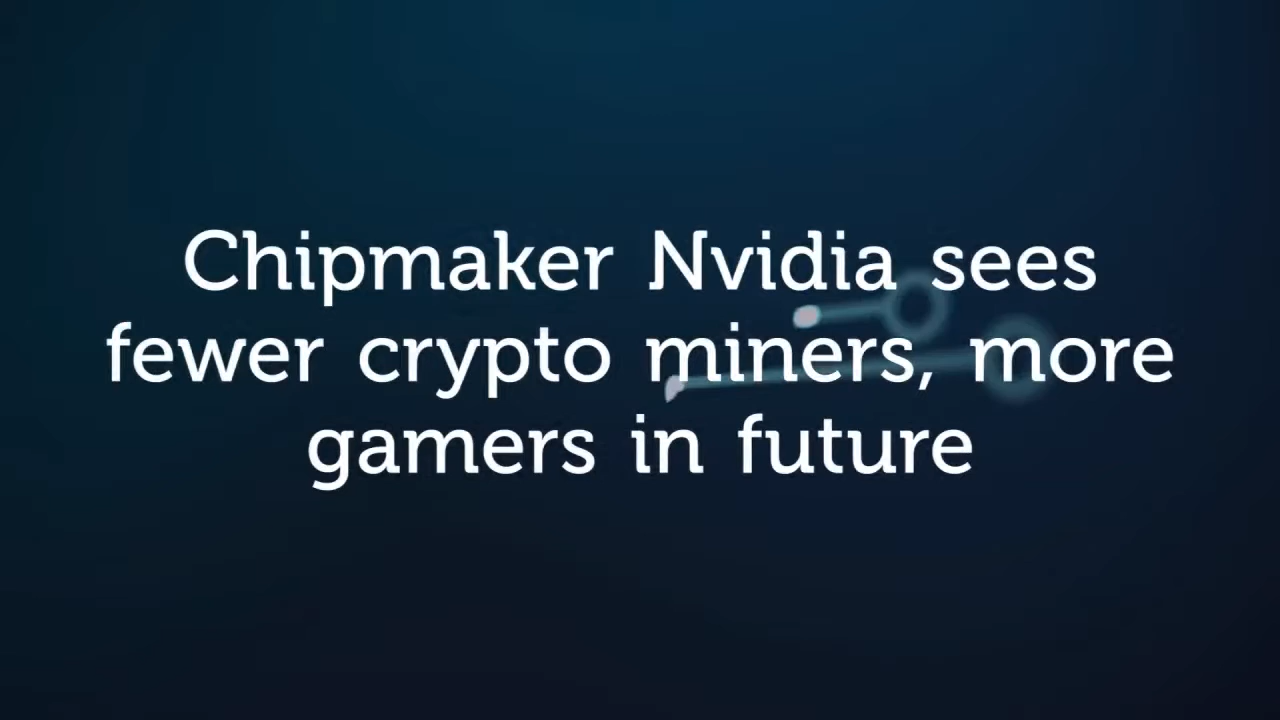 Chipmaker Nvidia sees
fewer crypto miners, more
gamers in future